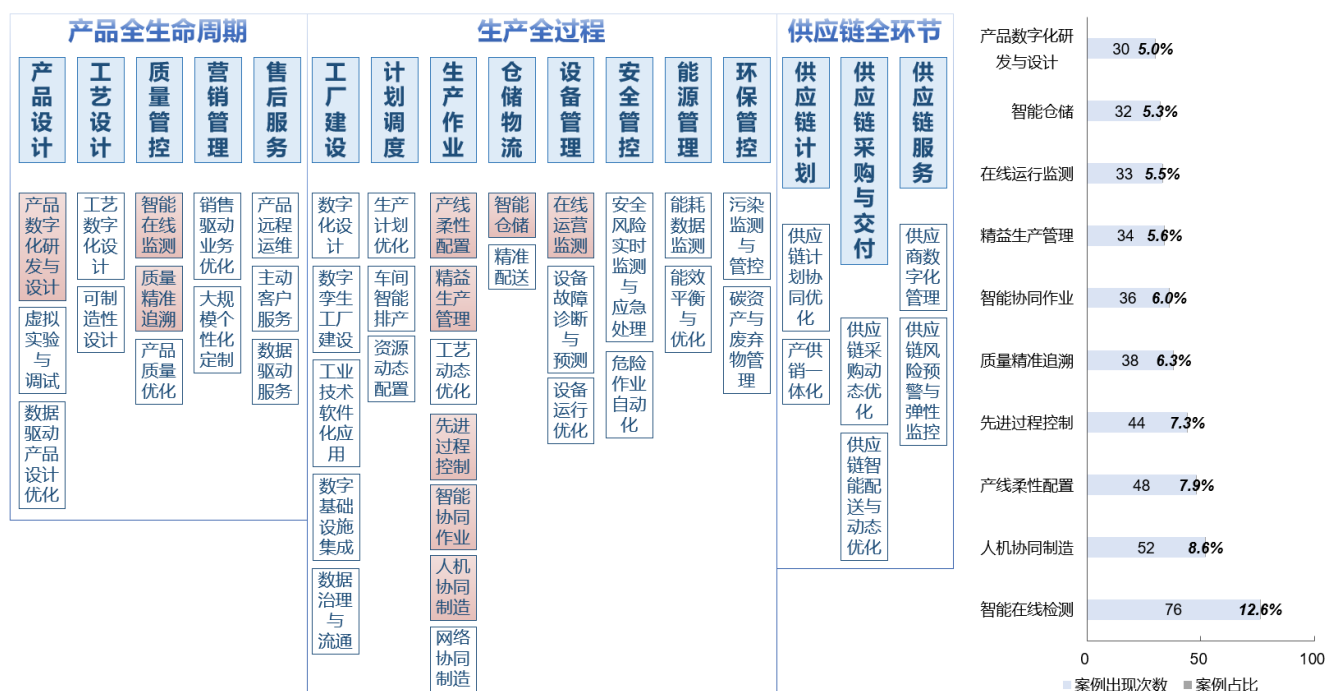 产品全生命周期
生产全过程
供应链全环节
产品设计
工艺设计
质量管控
营销管理
售后服务
工厂建设
计划调度
生产作业
仓储物流
设备管理
安全管控
能源管理
环保管控
供应链计划
供应链采购与交付
供应链服务
产品
数字
化研
发与
设计
虚拟
实验
与
调试
数据
驱动
产品
设计
优化
工艺
数字
化设
计
可制
造性
设计
智能
在线
监测
质量
精准
追溯
产品
质量
优化
销售
驱动
业务
优化
大规
模个
性化
定制
产品
远程
运维
主动
客户
服务
数据
驱动
服务
数字
化设
计
数字
孪生
工厂
建设
工业
技术
软件
化应
用
数字
基础
设施
集成
数据
治理
与
流通
生产
计划
优化
车间
智能
排产
资源
动态
配置
产线
柔性
配置
精益
生产
管理
工艺
动态
优化
先进
过程
控制
智能
协同
作业
人机
协同
制造
网络
协同
制造
智能
仓储
精准
配送
在线
运营
监测
设备
故障
诊断
与
预测
设备
运行
优化
安全
风险
实时
监测
与
应急
处理
危险
作业
自动
化
能耗
数据
监测
能效
平衡
与
优化
污染
监测
与
管控
碳资
产与
废弃
物管
理
供应
链计
划协
同优
化
产供
销一
体化
供应
链采
购动
态优
化
供应
链智
能配
送与
动态
优化
供应
商数
字化
管理
供应
链风
险预
警与
弹性
监控
产品数字化研
发与设计
30 5.0%
智能仓储
32 5.3%
在线运行监测
33 5.5%
精益生产管理
34 5.6%
智能协同作业
36 6.0%
质量精准追溯
38 6.3%
先进过程控制
44 7.3%
产线柔性配置
48 7.9%
人机协同制造
52 8.6%
智能在线检测
76 12.6%
0 50 100
案例出现次数 案例占比